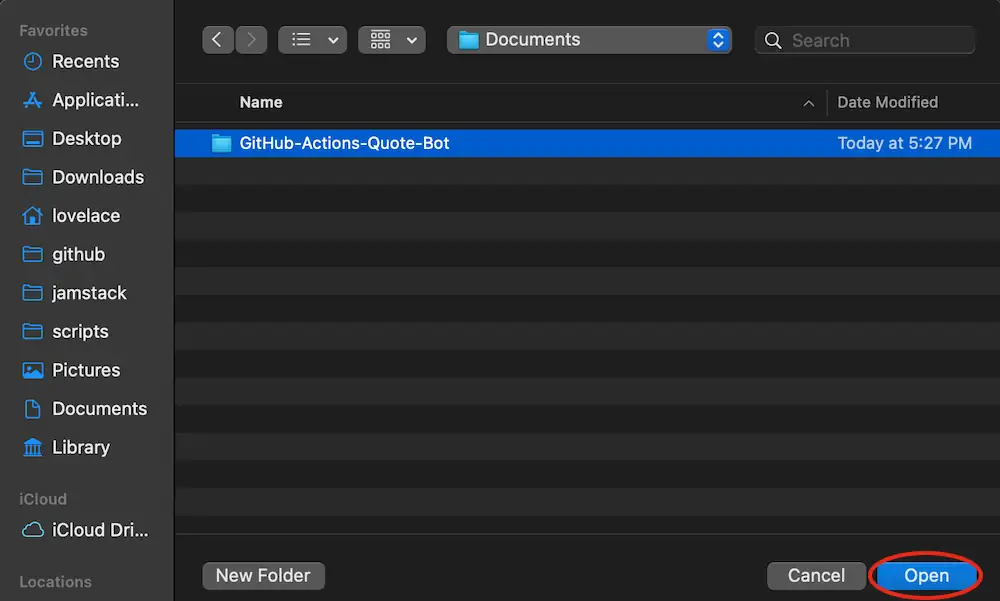 Favorites
Recents
Applicati...
Desktop
Downloads
lovelace
github
jamstack
scripts
Pictures
Documents
Library
iCloud
iCloud Dri...
Locations
Documents
Search
Name
Date Modified
GitHub-Actions-Quote-Bot
Today at 5:27 PM
New Folder
Cancel
Open